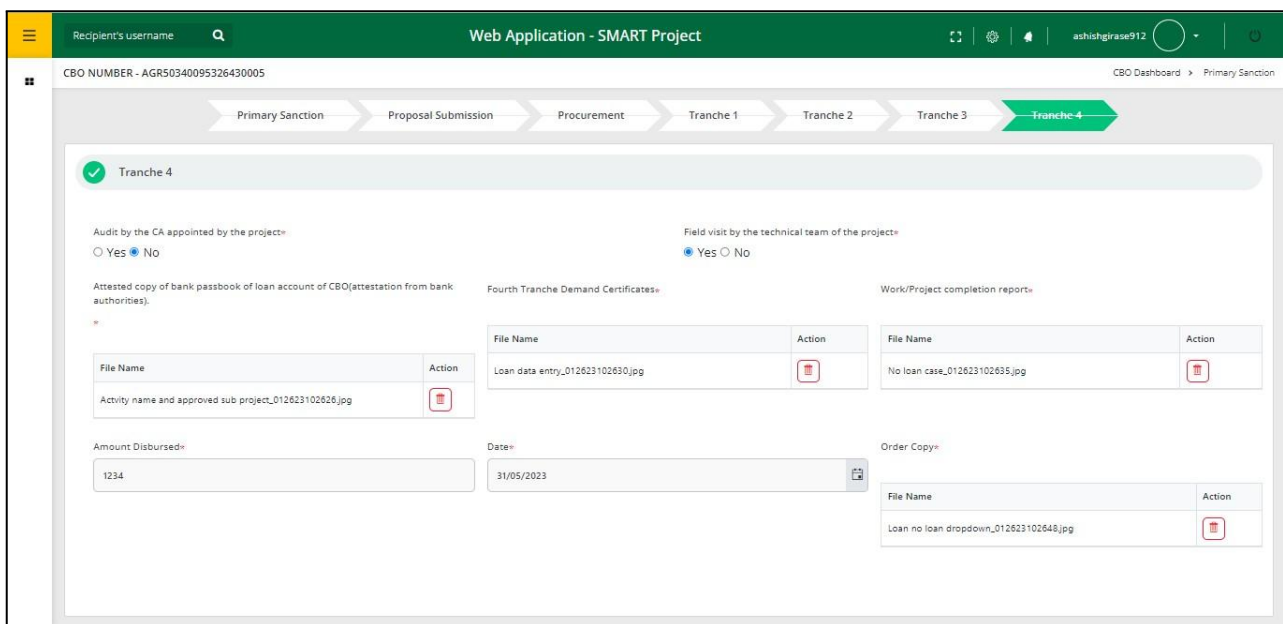 Recipient's username
Web Application - SMART Project
ashishgirase912
CBO NUMBER - AGR50340095326430005
CBO Dashboard > Primary Sanction
Primary Sanction
Proposal Submission
Procurement
Tranche 1
Tranche 2
Tranche 3
Tranche 4
Tranche 4
Audit by the CA appointed by the project*
Yes No
Field visit by the technical team of the project*
Yes No
Attested copy of bank passbook of loan account of CBO(attestation from bank
authorities).
*
File Name Action
Actvity name and approved sub project_012623102626.jpg
Fourth Tranche Demand Certificates*
File Name Action
Loan data entry_012623102630.jpg
Work/Project completion report*
File Name Action
No loan case_012623102635.jpg
Amount Disbursed*
1234
Date*
31/05/2023
Order Copy*
File Name Action
Loan no loan dropdown_012623102648.jpg